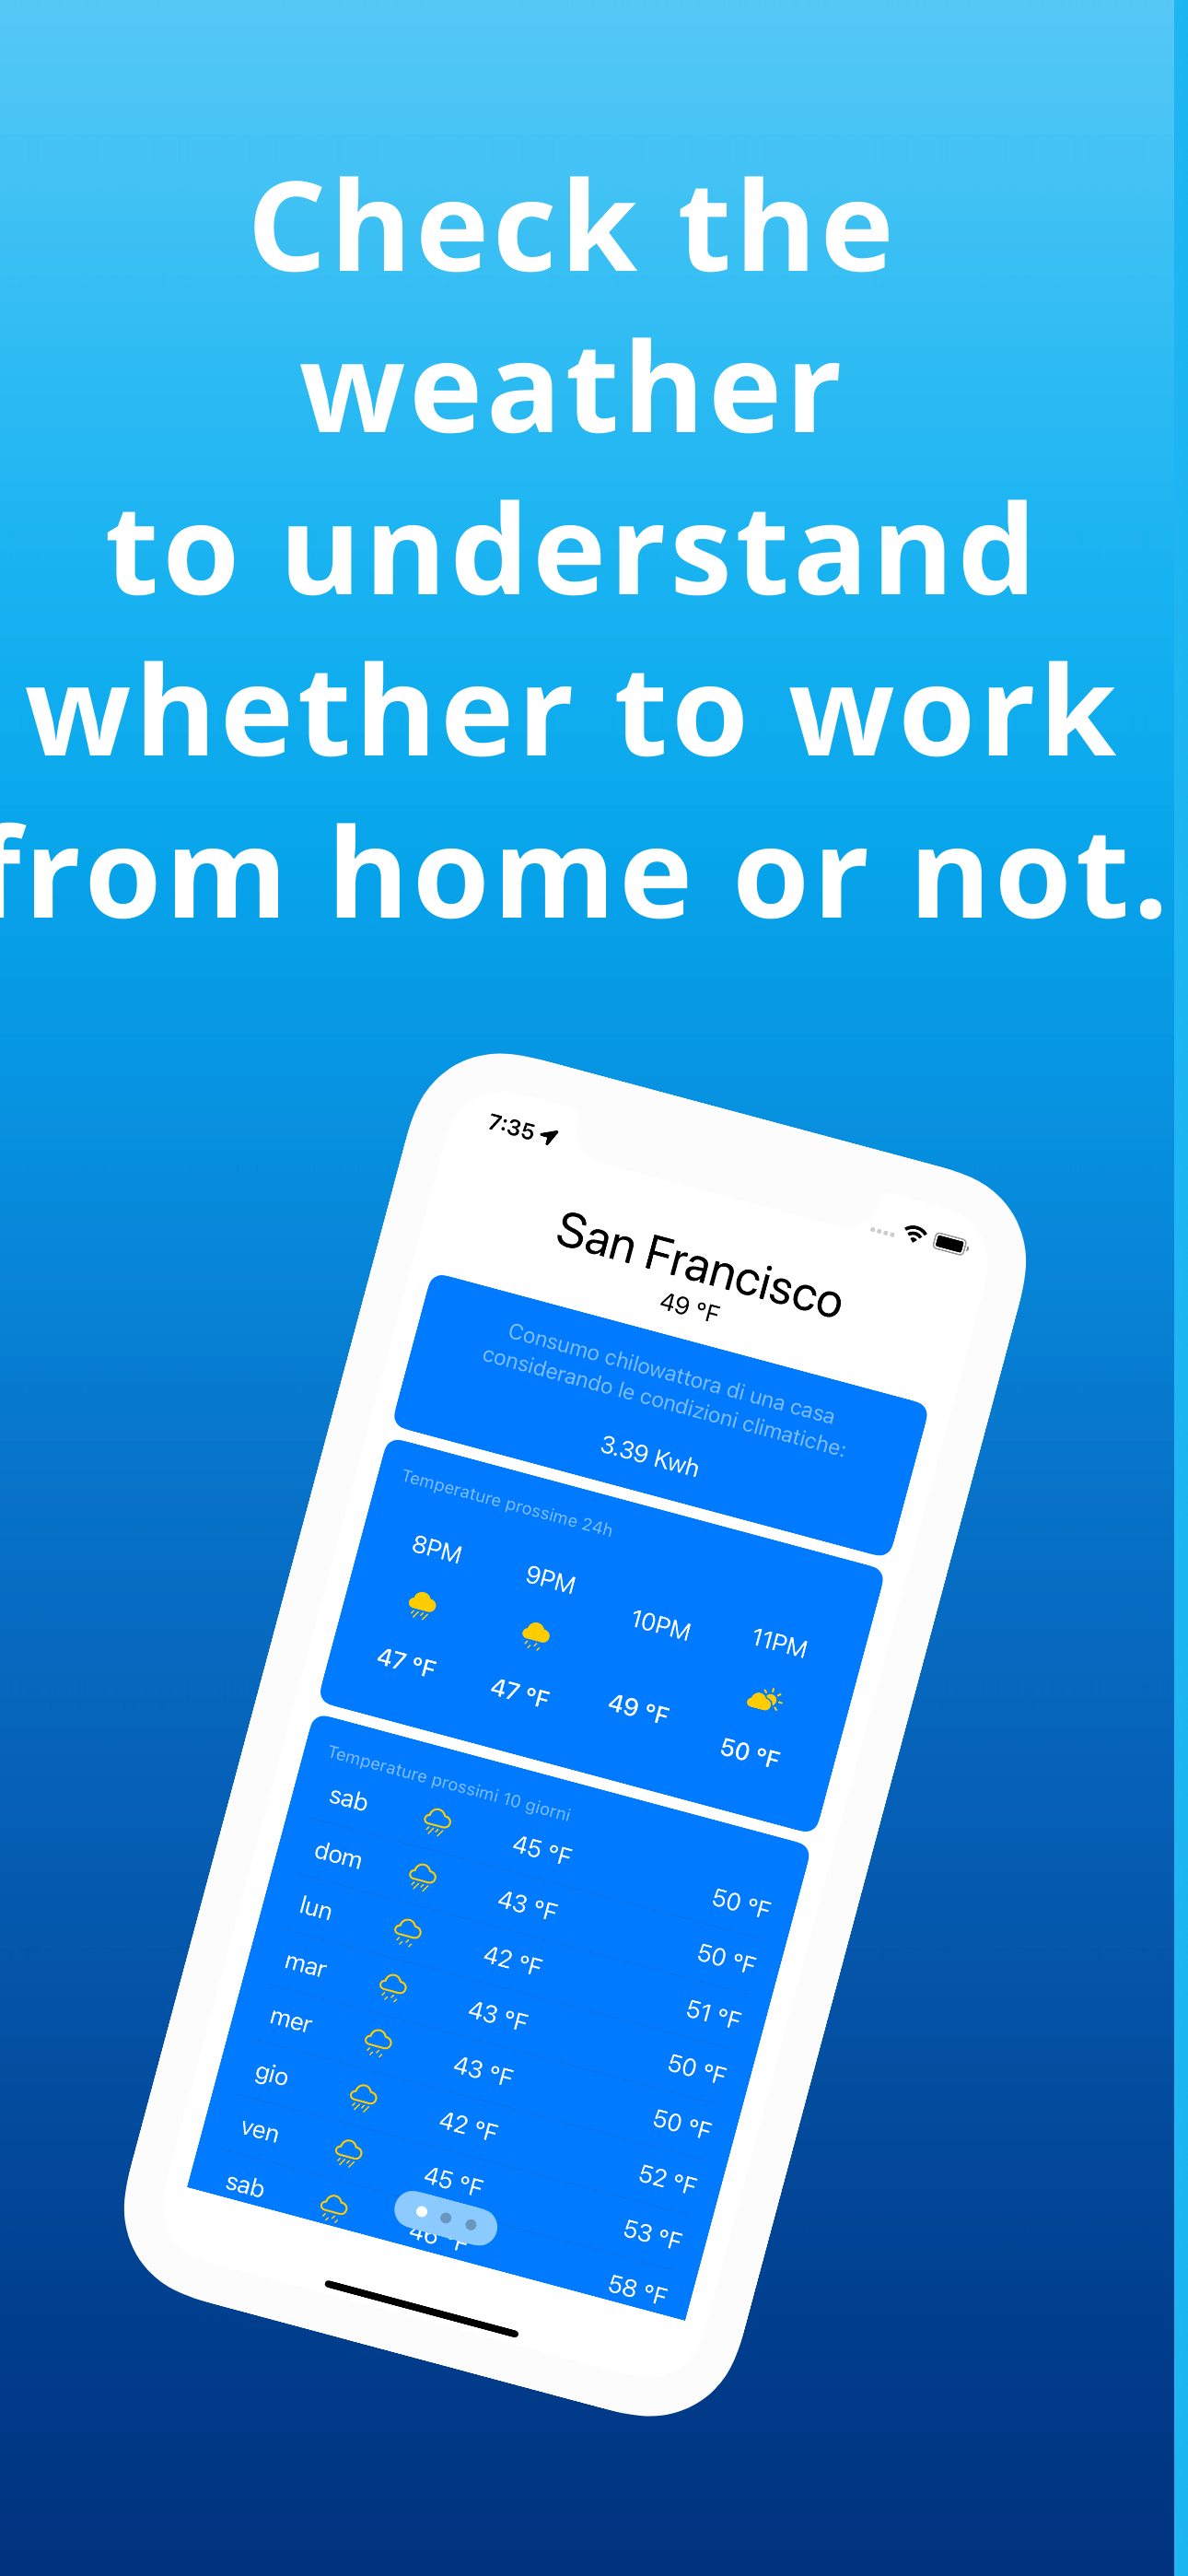 Check the
weather
to understand
whether to work
from home or not.
7:35
San Francisco
49 °F
Consumo chilowattora di una casa
considerando le condizioni climatiche:
3.39 Kwh
Temperature prossime 24h
8PM 9PM 10PM 11PM
47 °F 47 °F 49 °F 50 °F
Temperature prossimi 10 giorni
sab 45 °F 50 °F
dom 43 °F 50 °F
lun 42 °F 51 °F
mar 43 °F 50 °F
mer 43 °F 50 °F
gio 42 °F 52 °F
ven 45 °F 53 °F
sab 46 °F 58 °F